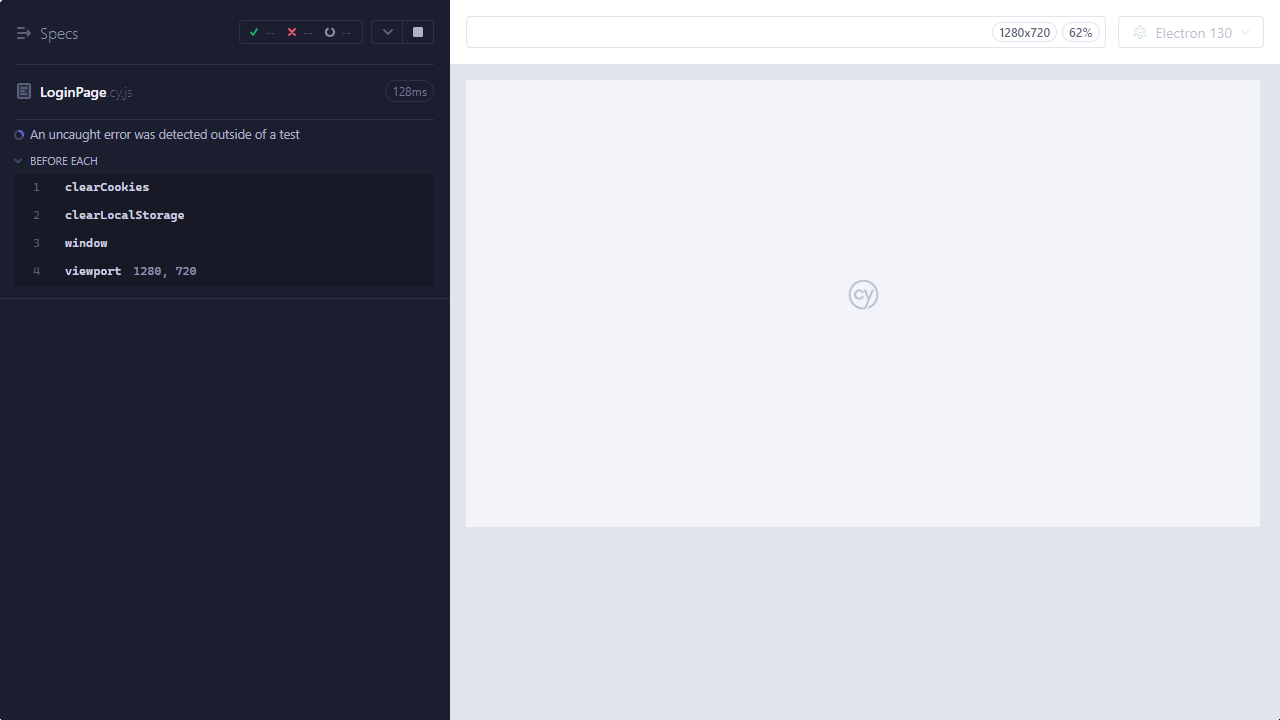 Specs
-- -- --
LoginPage.cy.js
128ms
An uncaught error was detected outside of a test
BEFORE EACH
1 clearCookies
2 clearLocalStorage
3 window
4 viewport 1280, 720
1280x720 62% Electron 130
cy